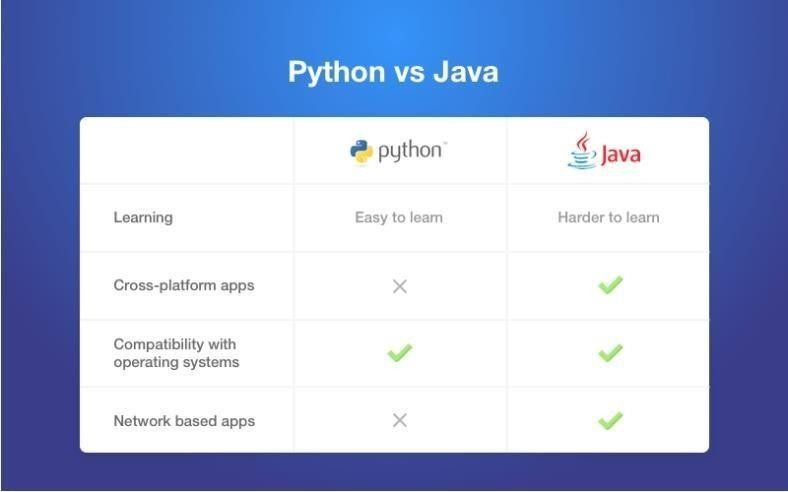 Python vs Java
python™
Java
Learning
Easy to learn
Harder to learn
Cross-platform apps
Compatibility with
operating systems
Network based apps